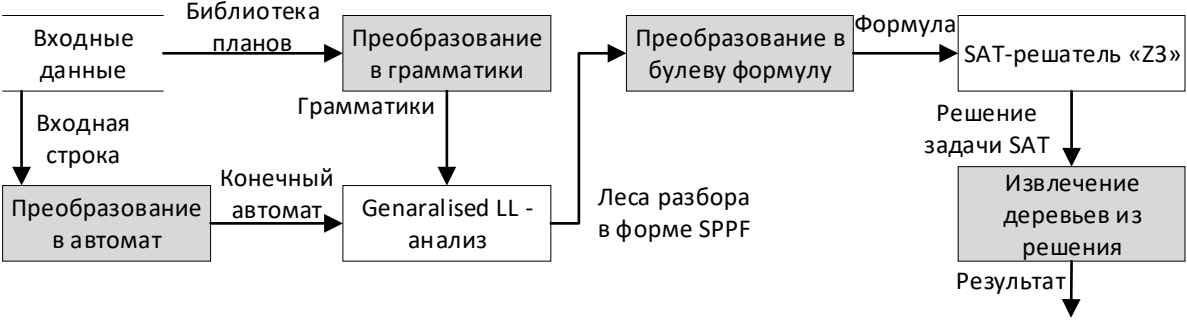 Входные
данные
Библиотека
планов
Преобразование
в грамматики
Преобразование в
булеву формулу
Формула
SAT-решатель «Z3»
Входная
строка
Грамматики
Решение
задачи SAT
Преобразование
в автомат
Конечный
автомат
Genaralised LL -
анализ
Леса разбора
в форме SPPF
Извлечение
деревьев из
решения
Результат